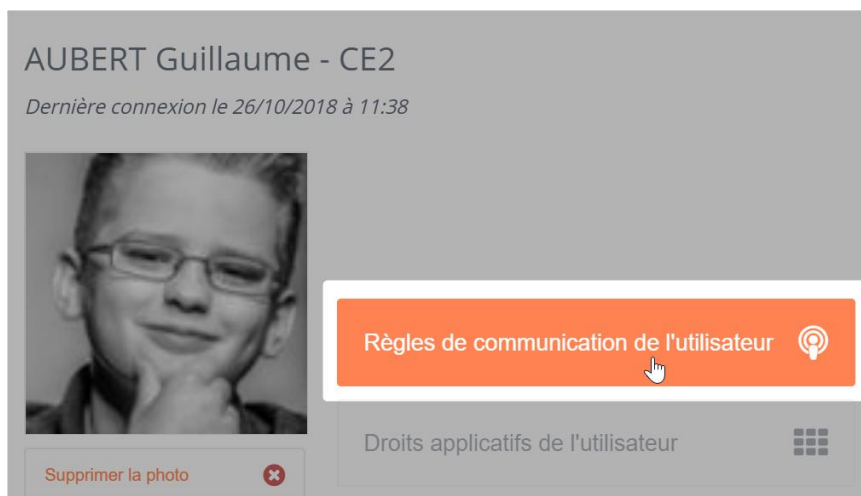 AUBERT Guillaume - CE2
Dernière connexion le 26/10/2018 à 11:38
Règles de communication de l'utilisateur
Droits applicatifs de l'utilisateur
Supprimer la photo